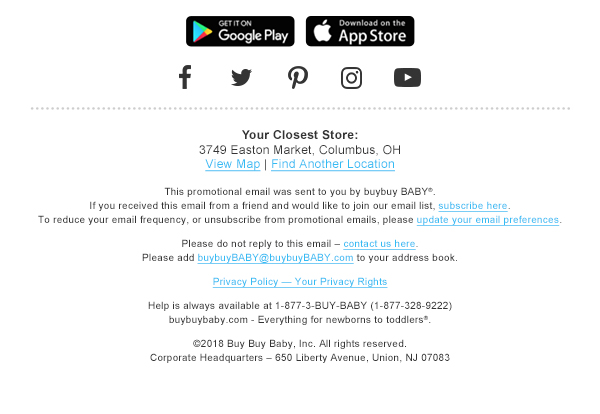 GET IT ON
Google Play
Download on the
App Store
Your Closest Store:
3749 Easton Market, Columbus, OH
View Map | Find Another Location
This promotional email was sent to you by buybuy BABY®.
If you received this email from a friend and would like to join our email list, subscribe here.
To reduce your email frequency, or unsubscribe from promotional emails, please update your email preferences.
Please do not reply to this email – contact us here.
Please add buybuyBABY@buybuyBABY.com to your address book.
Privacy Policy — Your Privacy Rights
Help is always available at 1-877-3-BUY-BABY (1-877-328-9222)
buybuybaby.com - Everything for newborns to toddlers®.
©2018 Buy Buy Baby, Inc. All rights reserved.
Corporate Headquarters – 650 Liberty Avenue, Union, NJ 07083